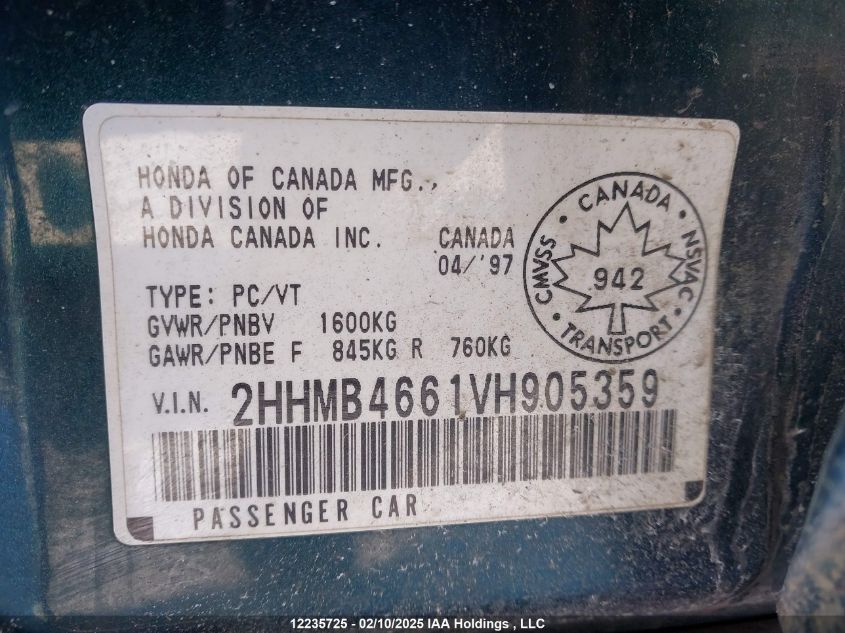 HONDA OF CANADA MFG.,
A DIVISION OF
HONDA CANADA INC. CANADA
04/'97
TYPE: PC/VT
GVWR/PNBV 1600KG
GAWR/PNBE F 845KG R 760KG
V.I.N. 2HHMB4661VH905359
PASSENGER CAR
· CANADA ·
CMVSS
942
NSVAC
· TRANSPORT ·
12235725 - 02/10/2025 IAA Holdings , LLC